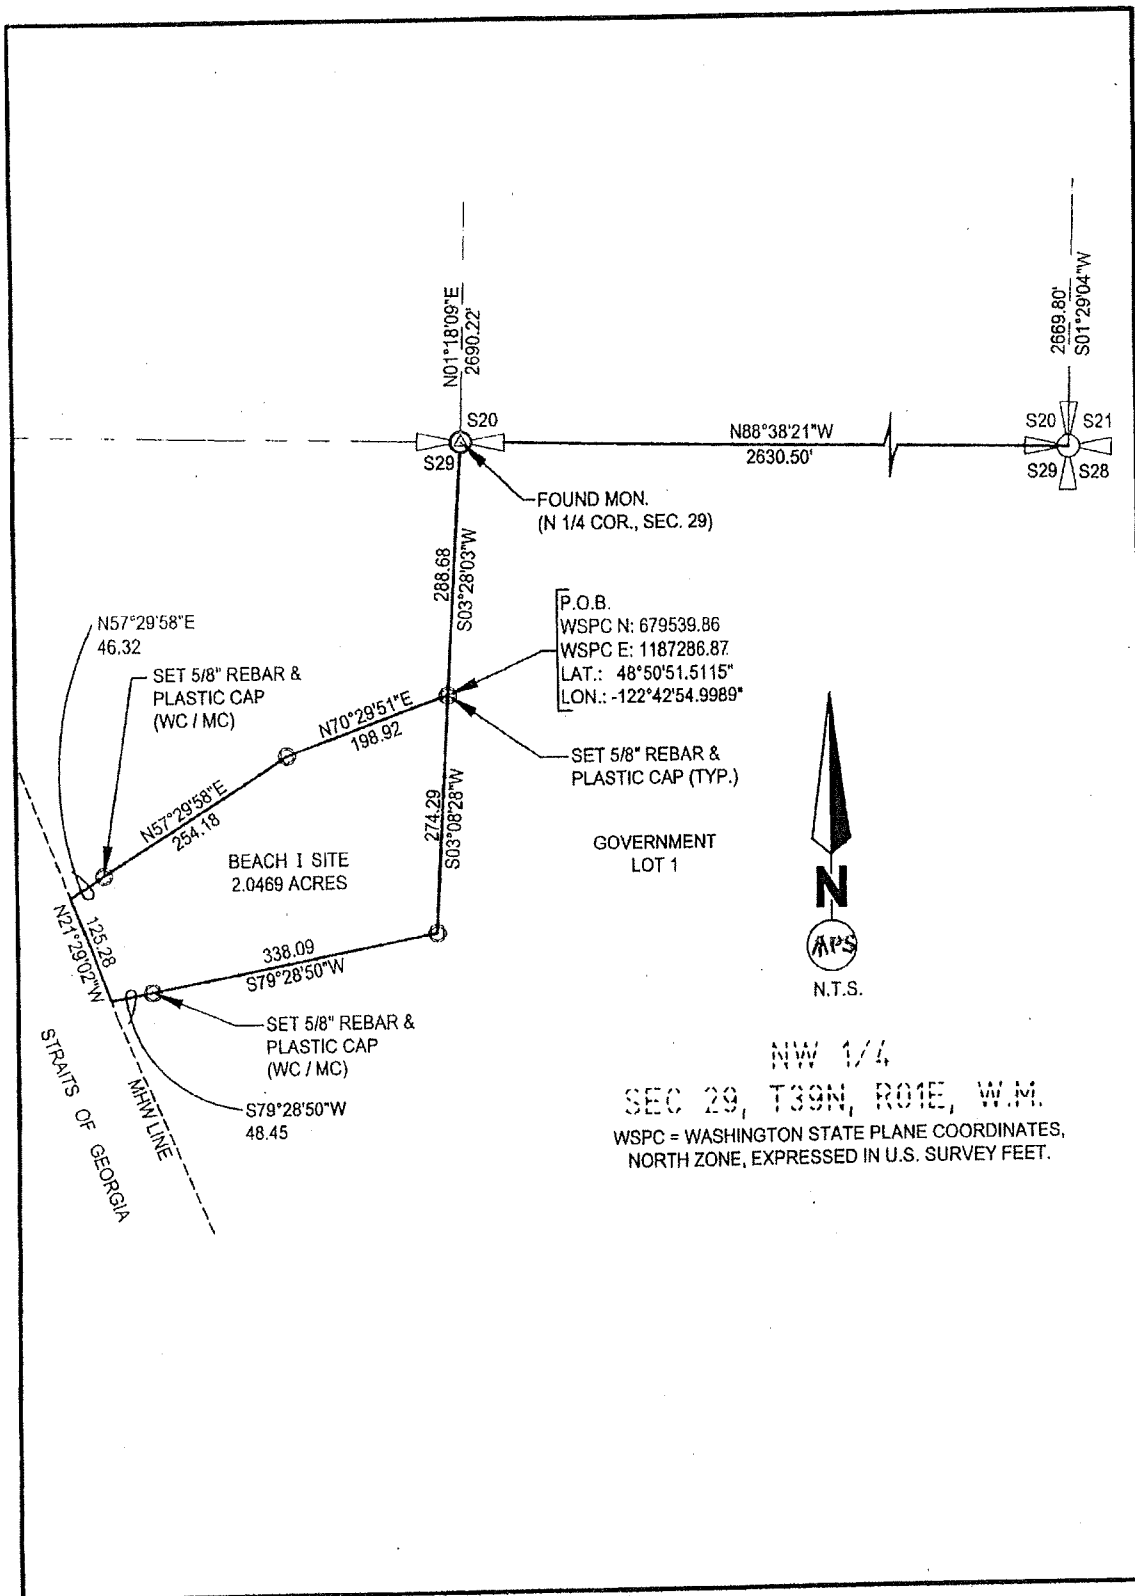 N01°18'09"E
2690.22'
2669.80'
S01°29'04"W
S20
S29
N88°38'21"W
2630.50'
S20
S21
S29
S28
FOUND MON.
(N 1/4 COR., SEC. 29)
288.68
S03°28'03"W
P.O.B.
WSPC N: 679539.86
WSPC E: 1187286.87
LAT.: 48°50'51.5115"
LON.: -122°42'54.9989"
N57°29'58"E
46.32
SET 5/8" REBAR &
PLASTIC CAP
(WC / MC)
N70°29'51"E
198.92
SET 5/8" REBAR &
PLASTIC CAP (TYP.)
N57°29'58"E
254.18
274.29
S03°08'28"W
BEACH I SITE
2.0469 ACRES
GOVERNMENT
LOT 1
125.28
N21°29'02"W
338.09
S79°28'50"W
N
APS
N.T.S.
SET 5/8" REBAR &
PLASTIC CAP
(WC / MC)
S79°28'50"W
48.45
STRAITS OF GEORGIA
MHW LINE
NW 1/4
SEC 29, T39N, R01E, W.M.
WSPC = WASHINGTON STATE PLANE COORDINATES,
NORTH ZONE, EXPRESSED IN U.S. SURVEY FEET.